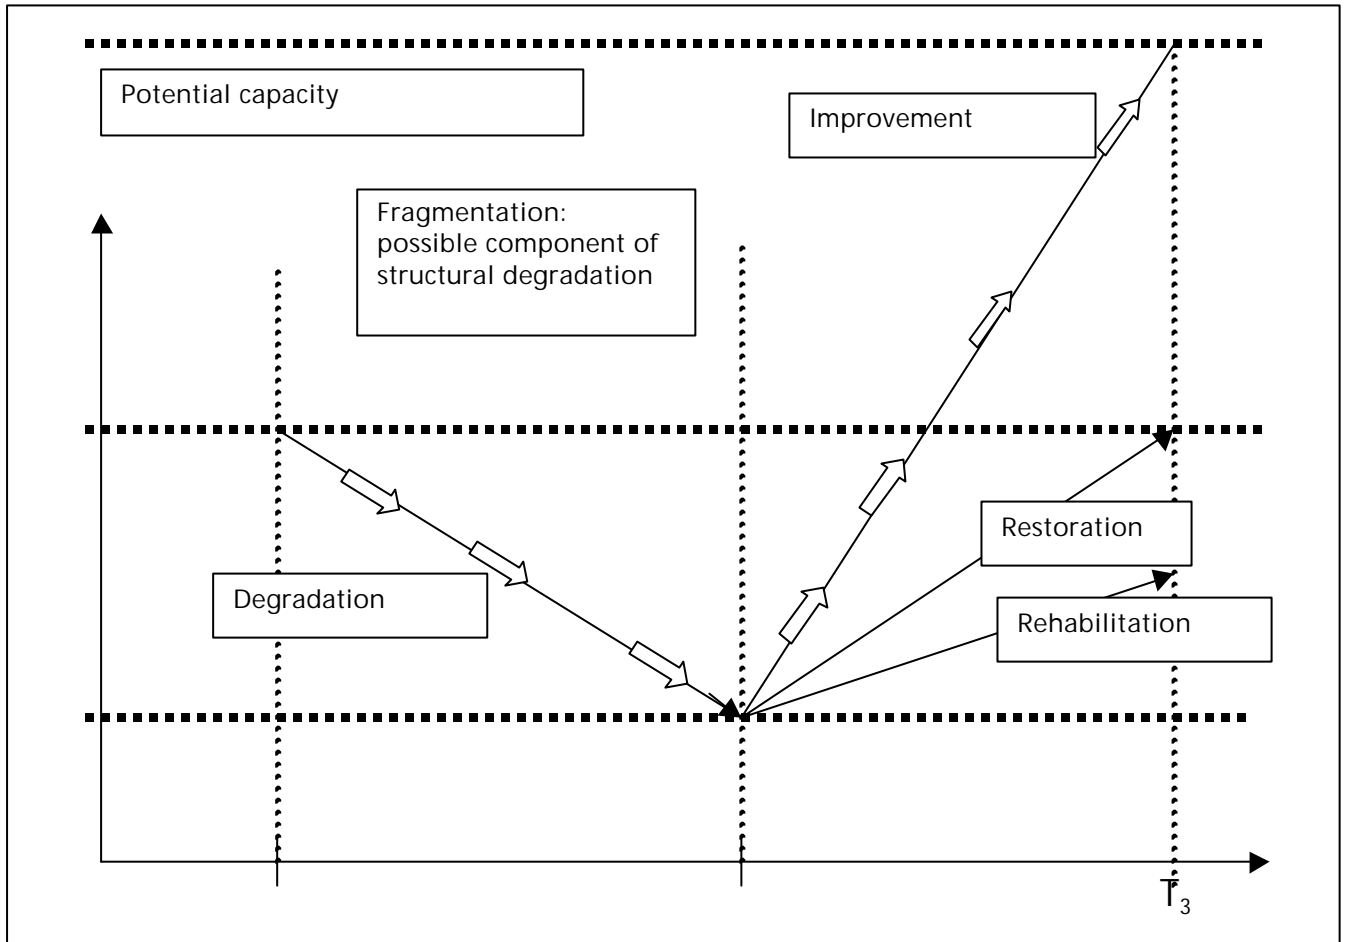 Potential capacity
Improvement
Fragmentation:
possible component of
structural degradation
Restoration
Degradation
Rehabilitation
T3